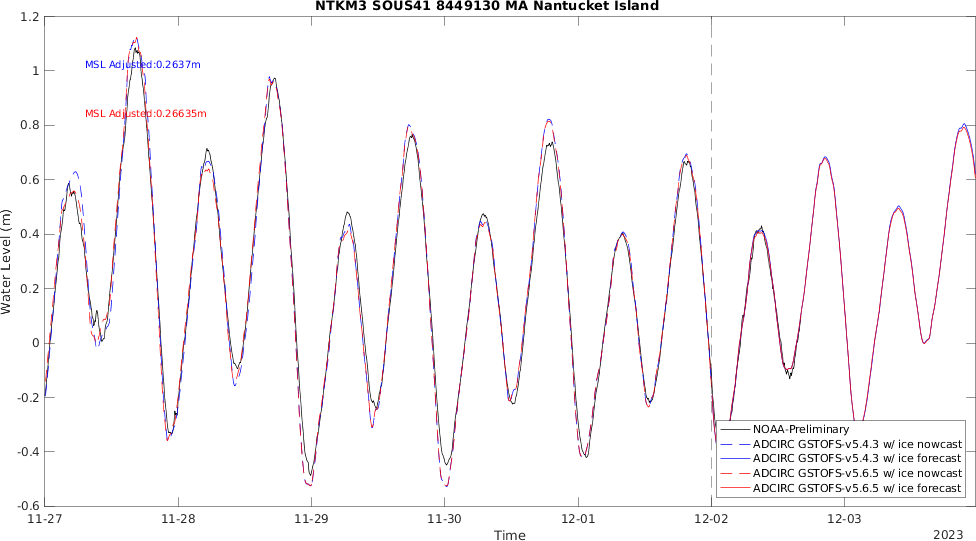 NTKM3 SOUS41 8449130 MA Nantucket Island
1.2
1
0.8
0.6
0.4
0.2
0
-0.2
-0.4
-0.6
Water Level (m)
MSL Adjusted:0.2637m
MSL Adjusted:0.26635m
NOAA-Preliminary
ADCIRC GSTOFS-v5.4.3 w/ ice nowcast
ADCIRC GSTOFS-v5.4.3 w/ ice forecast
ADCIRC GSTOFS-v5.6.5 w/ ice nowcast
ADCIRC GSTOFS-v5.6.5 w/ ice forecast
11-27 11-28 11-29 11-30 12-01 12-02 12-03
Time
2023